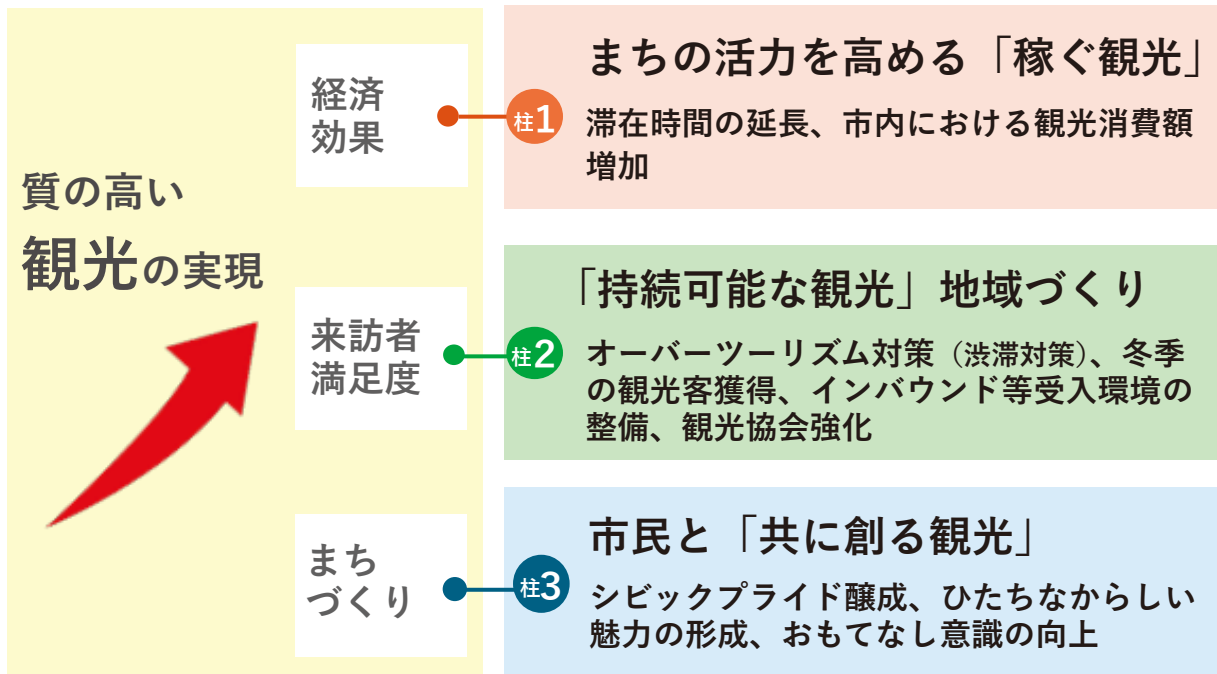 質の高い
観光の実現
経済
効果
柱1
まちの活力を高める「稼ぐ観光」
滞在時間の延長、市内における観光消費額
増加
来訪者
満足度
柱2
「持続可能な観光」地域づくり
オーバーツーリズム対策（渋滞対策）、冬季
の観光客獲得、インバウンド等受入環境の
整備、観光協会強化
まち
づくり
柱3
市民と「共に創る観光」
シビックプライド醸成、ひたちなからしい
魅力の形成、おもてなし意識の向上